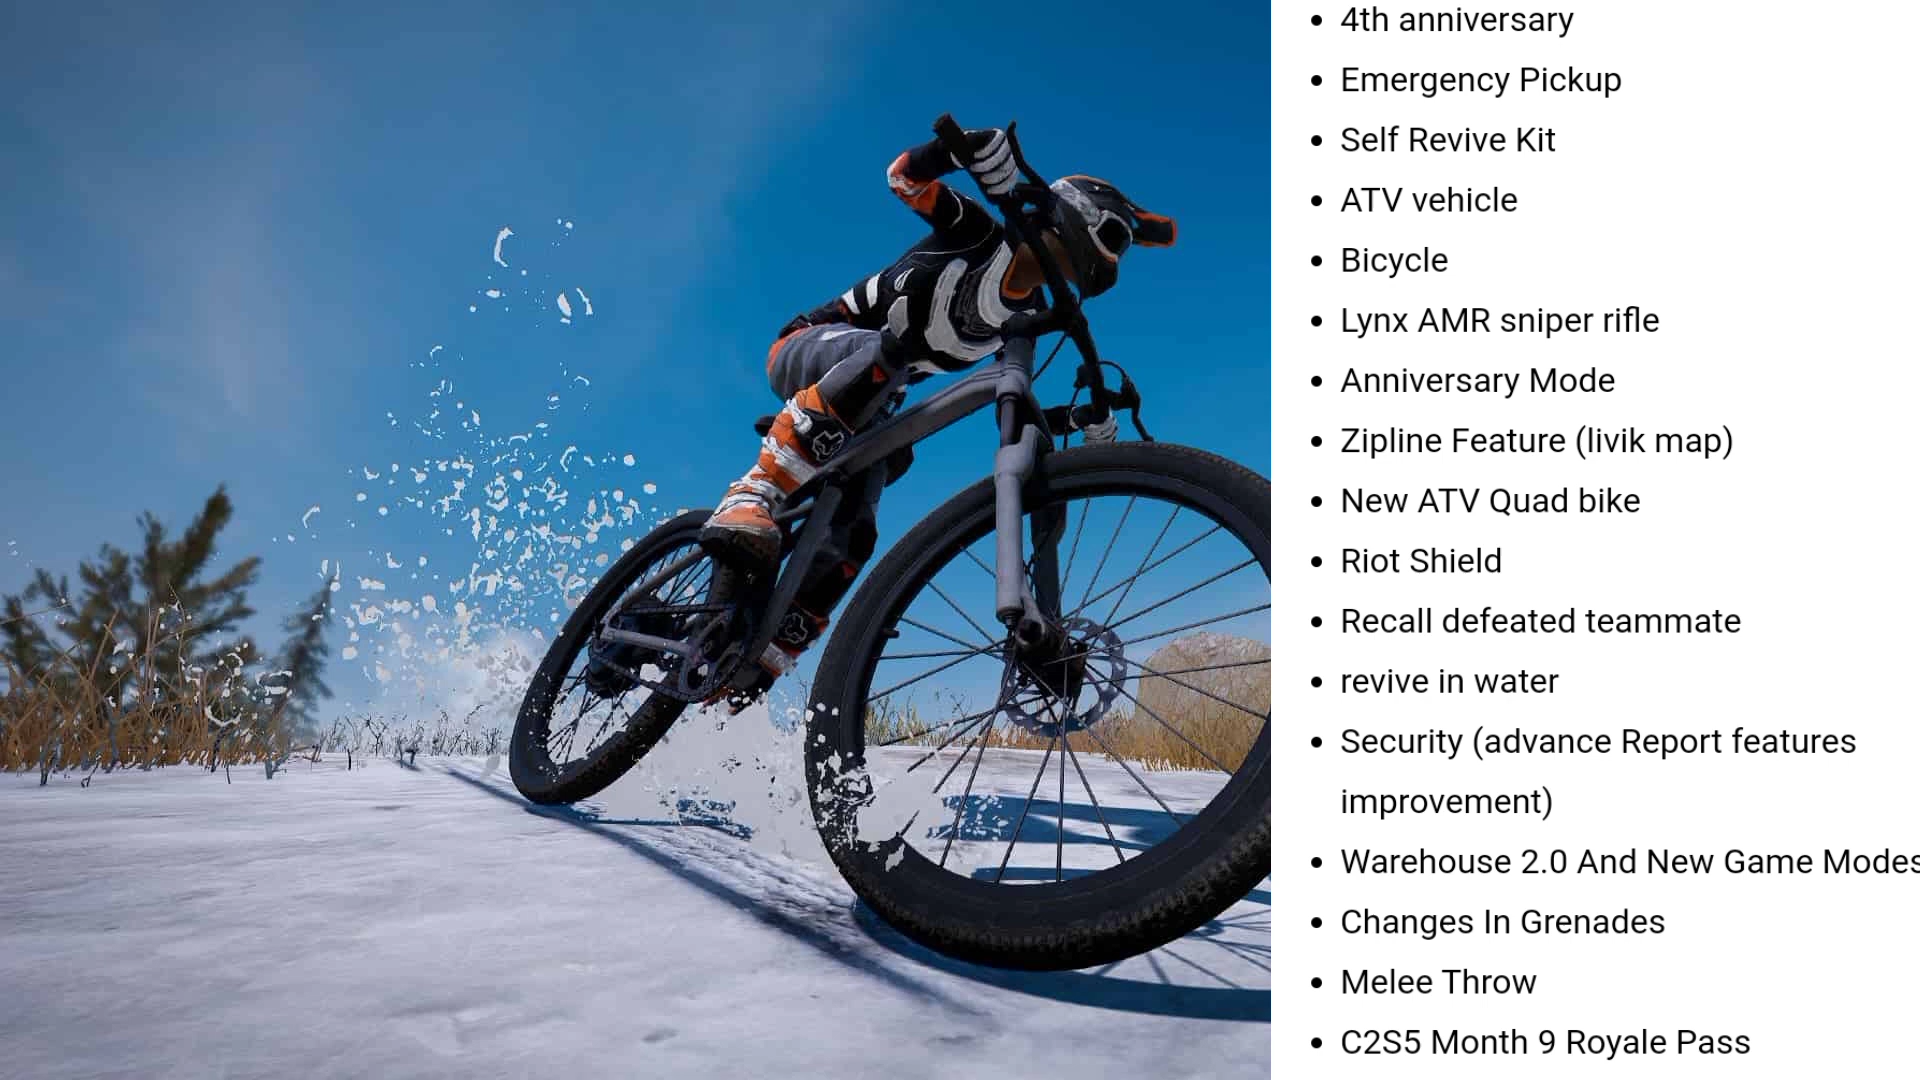 4th anniversary
Emergency Pickup
Self Revive Kit
ATV vehicle
Bicycle
Lynx AMR sniper rifle
Anniversary Mode
Zipline Feature (livik map)
New ATV Quad bike
Riot Shield
Recall defeated teammate
revive in water
Security (advance Report features
improvement)
Warehouse 2.0 And New Game Modes
Changes In Grenades
Melee Throw
C2S5 Month 9 Royale Pass